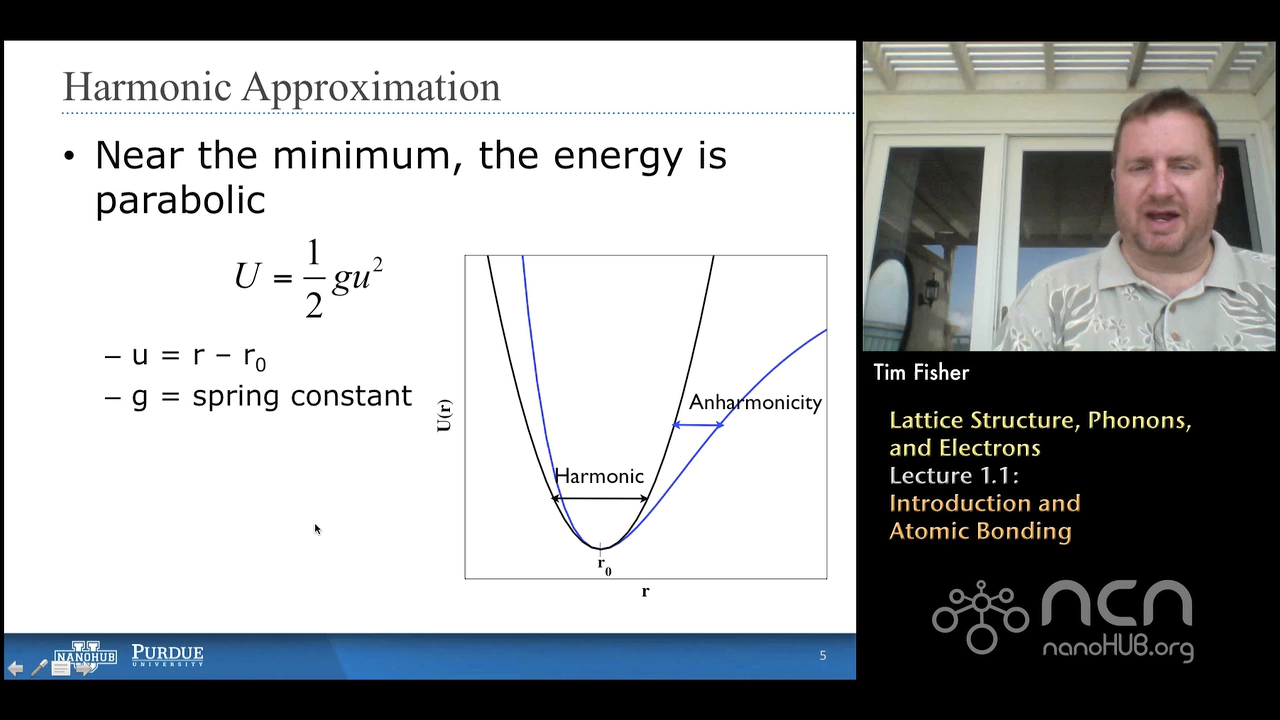 Harmonic Approximation
• Near the minimum, the energy is
parabolic
U = 1/2 gu²
– u = r – r₀
– g = spring constant
U(r)
Anharmonicity
Harmonic
r₀
r
NANOHUB
PURDUE
UNIVERSITY
5
Tim Fisher
Lattice Structure, Phonons,
and Electrons
Lecture 1.1:
Introduction and
Atomic Bonding
ncn
nanoHUB.org